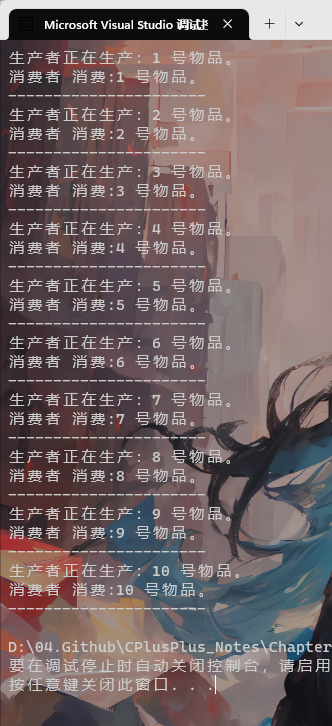 Microsoft Visual Studio 调试
生产者正在生产: 1 号物品。
消费者 消费:1 号物品。
----------------------
生产者正在生产: 2 号物品。
消费者 消费:2 号物品。
----------------------
生产者正在生产: 3 号物品。
消费者 消费:3 号物品。
----------------------
生产者正在生产: 4 号物品。
消费者 消费:4 号物品。
----------------------
生产者正在生产: 5 号物品。
消费者 消费:5 号物品。
----------------------
生产者正在生产: 6 号物品。
消费者 消费:6 号物品。
----------------------
生产者正在生产: 7 号物品。
消费者 消费:7 号物品。
----------------------
生产者正在生产: 8 号物品。
消费者 消费:8 号物品。
----------------------
生产者正在生产: 9 号物品。
消费者 消费:9 号物品。
----------------------
生产者正在生产: 10 号物品。
消费者 消费:10 号物品。
----------------------
D:\04.Github\CPlusPlus_Notes\Chapter
要在调试停止时自动关闭控制台, 请启用
按任意键关闭此窗口. . .